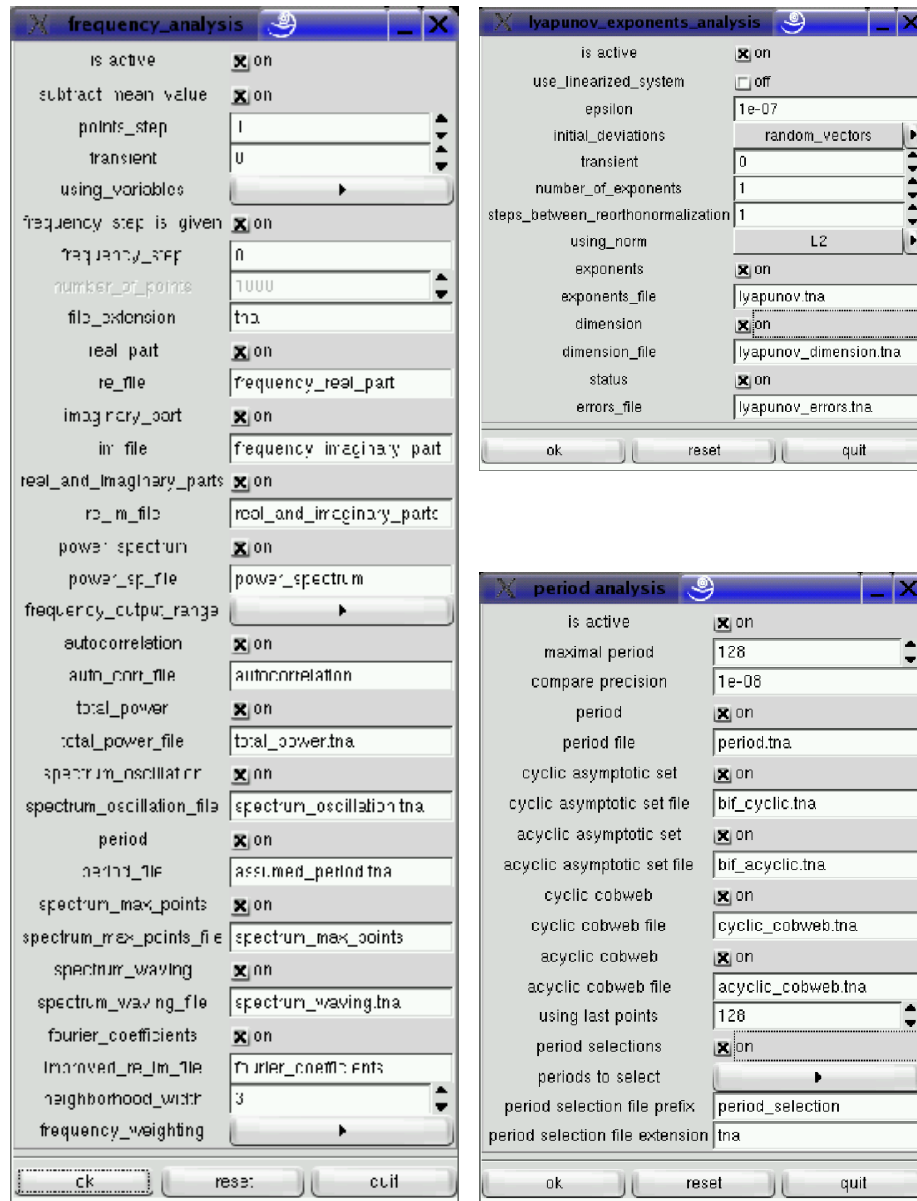 frequency_analysis
is active on
subtract mean value on
points_step 1
transient 0
using_variables
frequency step is given on
frequency_step 0
number_of_points 1000
file_extension tna
real part on
re_file frequency_real_part
imaginary_part on
im file frequency imaginary part
real_and_imaginary_parts on
re_im_file real_and_imaginary_parts
power spectrum on
power_sp_file power_spectrum
frequency_output_range
autocorrelation on
auto_corr_file autocorrelation
total_power on
total_power_file total_power.tna
spectrum_oscillation on
spectrum_oscillation_file spectrum_oscillation.tna
period on
period_file assumed_period.tna
spectrum_max_points on
spectrum_max_points_file spectrum_max_points
spectrum_waving on
spectrum_waving_file spectrum_waving.tna
fourier_coefficients on
improved_re_im_file fourier_coefficients
neighborhood_width 3
frequency_weighting
ok reset quit
lyapunov_exponents_analysis
is active on
use_linearized_system off
epsilon 1e-07
initial_deviations random_vectors
transient 0
number_of_exponents 1
steps_between_reorthonormalization 1
using_norm L2
exponents on
exponents_file lyapunov.tna
dimension on
dimension_file lyapunov_dimension.tna
status on
errors_file lyapunov_errors.tna
ok reset quit
period analysis
is active on
maximal period 128
compare precision 1e-08
period on
period file period.tna
cyclic asymptotic set on
cyclic asymptotic set file bif_cyclic.tna
acyclic asymptotic set on
acyclic asymptotic set file bif_acyclic.tna
cyclic cobweb on
cyclic cobweb file cyclic_cobweb.tna
acyclic cobweb on
acyclic cobweb file acyclic_cobweb.tna
using last points 128
period selections on
periods to select
period selection file prefix period_selection
period selection file extension tna
ok reset quit